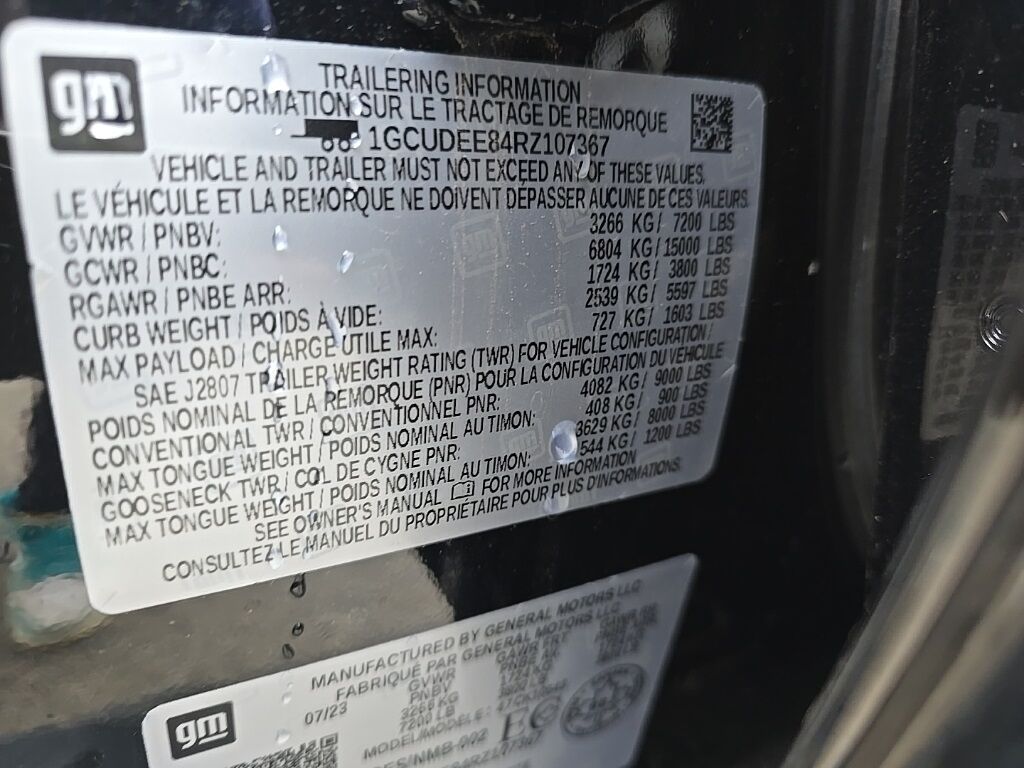 gm
TRAILERING INFORMATION
INFORMATION SUR LE TRACTAGE DE REMORQUE
1GCUDEE84RZ107367
VEHICLE AND TRAILER MUST NOT EXCEED ANY OF THESE VALUES.
LE VÉHICULE ET LA REMORQUE NE DOIVENT DÉPASSER AUCUNE DE CES VALEURS.
GVWR / PNBV: 3266 KG/ 7200 LBS
GCWR / PNBC: 6804 KG/15000 LBS
RGAWR / PNBE ARR: 1724 KG/ 3800 LBS
CURB WEIGHT / POIDS À VIDE: 2539 KG/ 5597 LBS
MAX PAYLOAD / CHARGE UTILE MAX: 727 KG/ 1603 LBS
SAE J2807 TRAILER WEIGHT RATING (TWR) FOR VEHICLE CONFIGURATION /
POIDS NOMINAL DE LA REMORQUE (PNR) POUR LA CONFIGURATION DU VÉHICULE
CONVENTIONAL TWR / CONVENTIONNEL PNR: 4082 KG/ 9000 LBS
MAX TONGUE WEIGHT / POIDS NOMINAL AU TIMON: 408 KG/ 900 LBS
GOOSENECK TWR / COL DE CYGNE PNR: 3629 KG/ 8000 LBS
MAX TONGUE WEIGHT / POIDS NOMINAL AU TIMON: 544 KG/ 1200 LBS
SEE OWNER'S MANUAL FOR MORE INFORMATION
CONSULTEZ LE MANUEL DU PROPRIÉTAIRE POUR PLUS D'INFORMATIONS.
MANUFACTURED BY GENERAL MOTORS LLC
FABRIQUÉ PAR GENERAL MOTORS LLC
gm
07/23
GVWR
PNBV
3266 KG
7200 LB